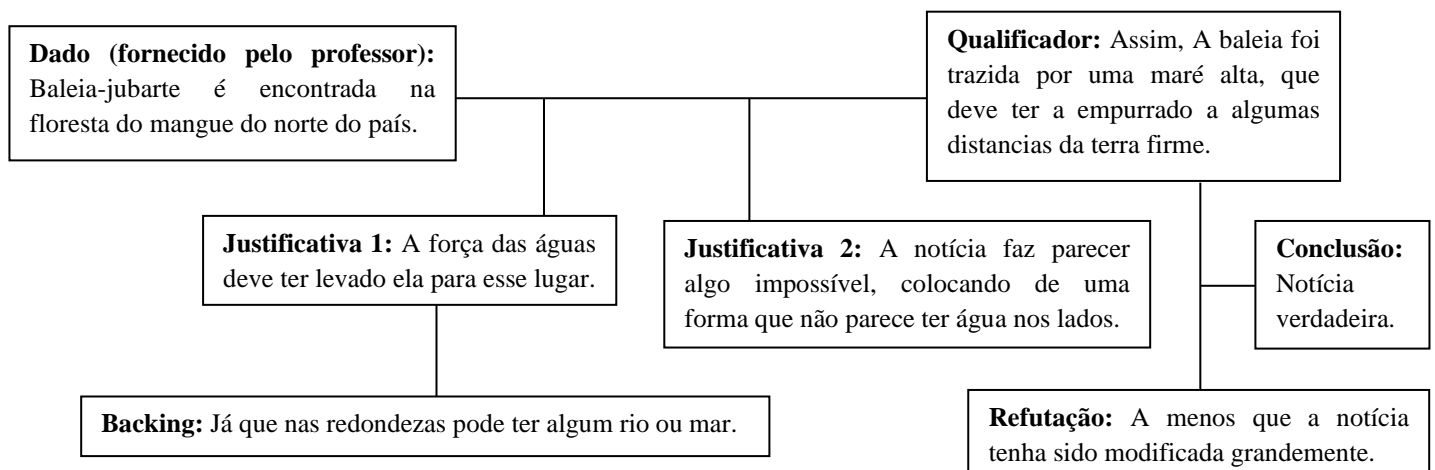 Dado (fornecido pelo professor):
Baleia-jubarte é encontrada na
floresta do mangue do norte do país.
Qualificador: Assim, A baleia foi
trazida por uma maré alta, que
deve ter a empurrado a algumas
distancias da terra firme.
Justificativa 1: A força das águas
deve ter levado ela para esse lugar.
Justificativa 2: A notícia faz parecer
algo impossível, colocando de uma
forma que não parece ter água nos lados.
Conclusão:
Notícia
verdadeira.
Backing: Já que nas redondezas pode ter algum rio ou mar.
Refutação: A menos que a notícia
tenha sido modificada grandemente.